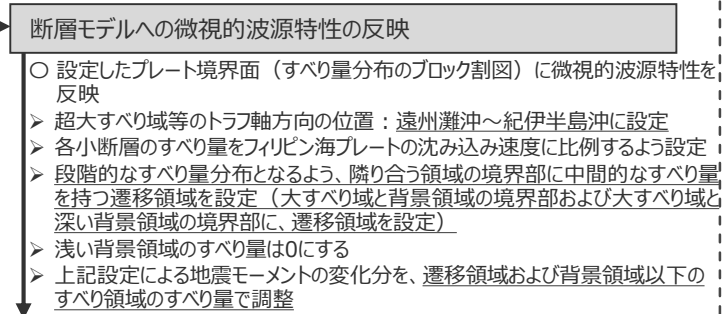 断層モデルへの微視的波源特性の反映
○ 設定したプレート境界面（すべり量分布のブロック割図）に微視的波源特性を
反映
➢ 超大すべり域等のトラフ軸方向の位置：遠州灘沖～紀伊半島沖に設定
➢ 各小断層のすべり量をフィリピン海プレートの沈み込み速度に比例するよう設定
➢ 段階的なすべり量分布となるよう、隣り合う領域の境界部に中間的なすべり量
を持つ遷移領域を設定（大すべり域と背景領域の境界部および大すべり域と
深い背景領域の境界部に、遷移領域を設定）
➢ 浅い背景領域のすべり量は0にする
➢ 上記設定による地震モーメントの変化分を、遷移領域および背景領域以下の
すべり領域のすべり量で調整